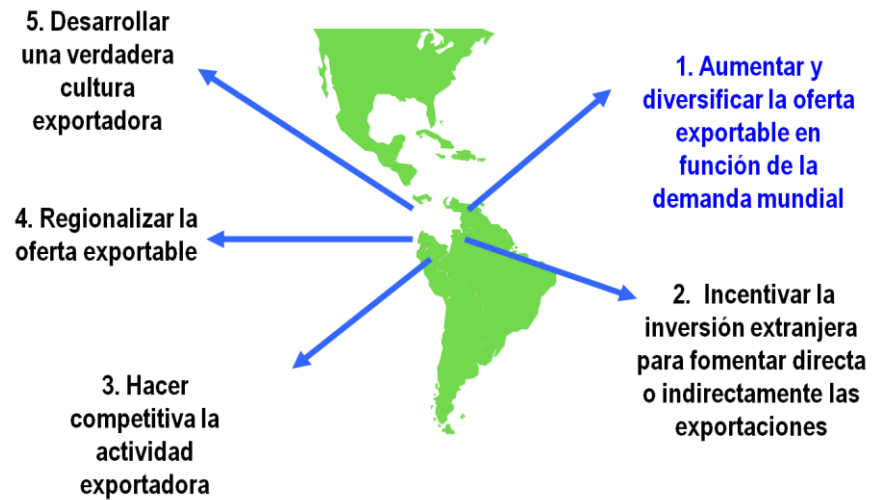 5. Desarrollar
una verdadera
cultura
exportadora
1. Aumentar y
diversificar la oferta
exportable en
función de la
demanda mundial
4. Regionalizar la
oferta exportable
2. Incentivar la
inversión extranjera
para fomentar directa
o indirectamente las
exportaciones
3. Hacer
competitiva la
actividad
exportadora